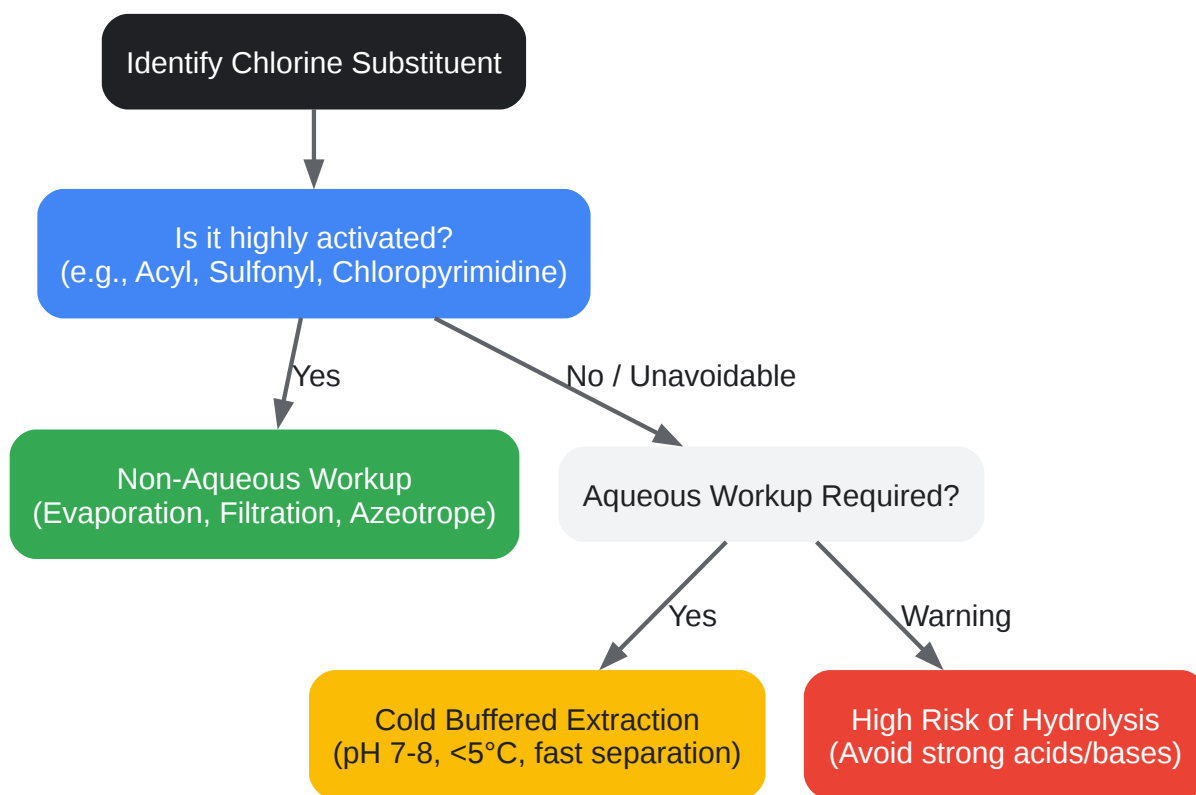 Identify Chlorine Substituent
Is it highly activated?
(e.g., Acyl, Sulfonyl, Chloropyrimidine)
Yes
No / Unavoidable
Non-Aqueous Workup
(Evaporation, Filtration, Azeotrope)
Aqueous Workup Required?
Yes
Warning
Cold Buffered Extraction
(pH 7-8, <5°C, fast separation)
High Risk of Hydrolysis
(Avoid strong acids/bases)